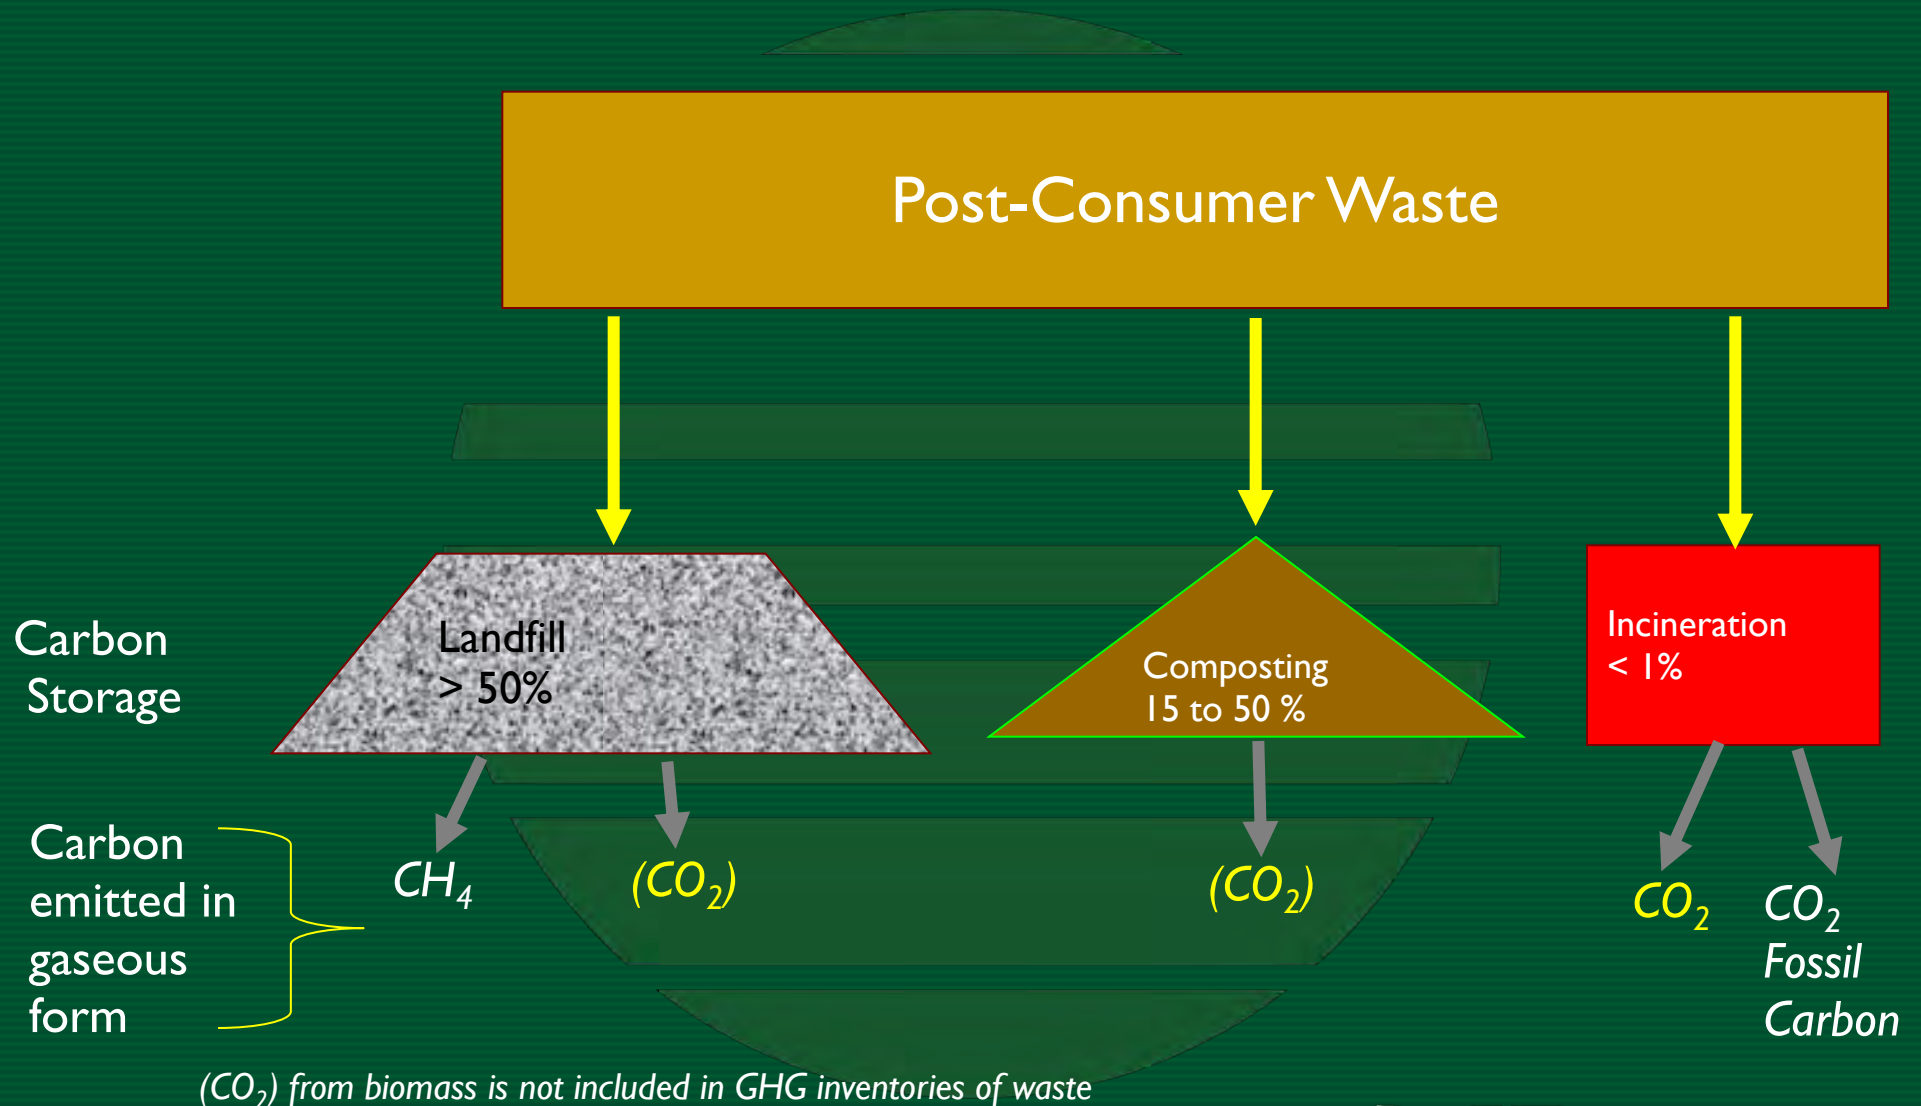 Post-Consumer Waste
Carbon
Storage
Landfill
> 50%
Composting
15 to 50 %
Incineration
< 1%
Carbon
emitted in
gaseous
form
CH₄
(CO₂)
(CO₂)
CO₂
CO₂
Fossil
Carbon
(CO₂) from biomass is not included in GHG inventories of waste